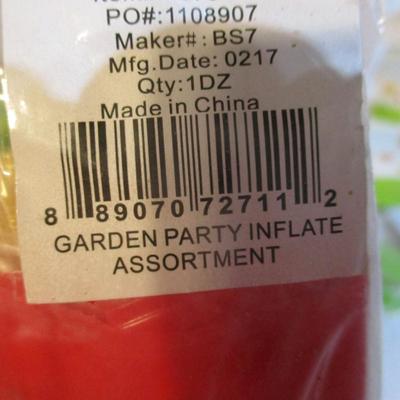 PO#:1108907
Maker#: BS7
Mfg.Date: 0217
Qty:1DZ
Made in China
8 89070 72711 2
GARDEN PARTY INFLATE
ASSORTMENT